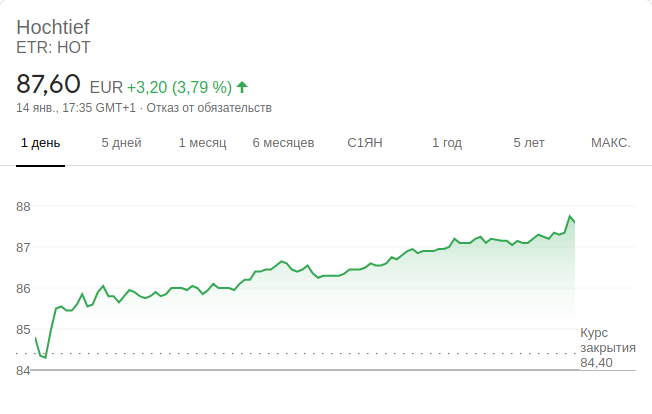 Hochtief
ETR: HOT
87,60 EUR +3,20 (3,79 %)
14 янв., 17:35 GMT+1 · Отказ от обязательств
1 день 5 дней 1 месяц 6 месяцев С1ЯН 1 год 5 лет МАКС.
88
87
86
85
84
Курс
закрытия
84,40